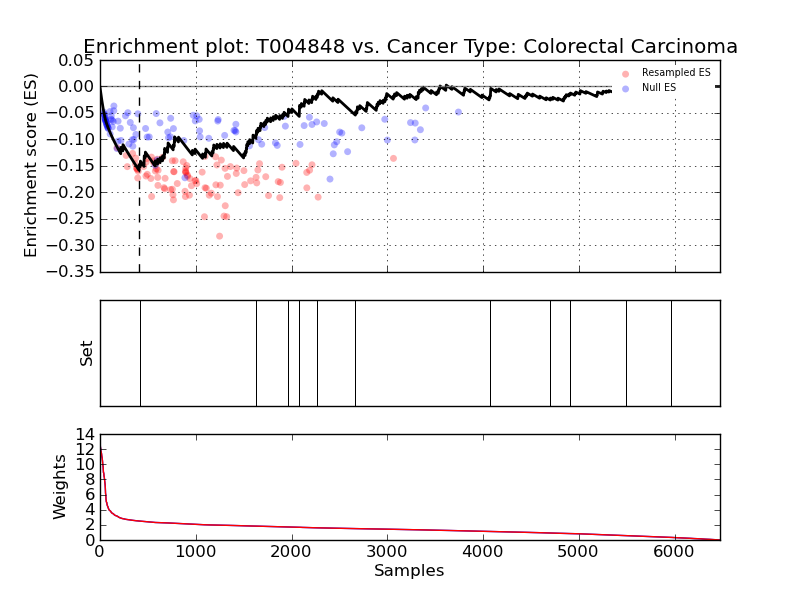 Enrichment plot: T004848 vs. Cancer Type: Colorectal Carcinoma
Enrichment score (ES)
0.05
0.00
−0.05
−0.10
−0.15
−0.20
−0.25
−0.30
−0.35
Resampled ES
Null ES
Set
Weights
14
12
10
8
6
4
2
0
0 1000 2000 3000 4000 5000 6000
Samples